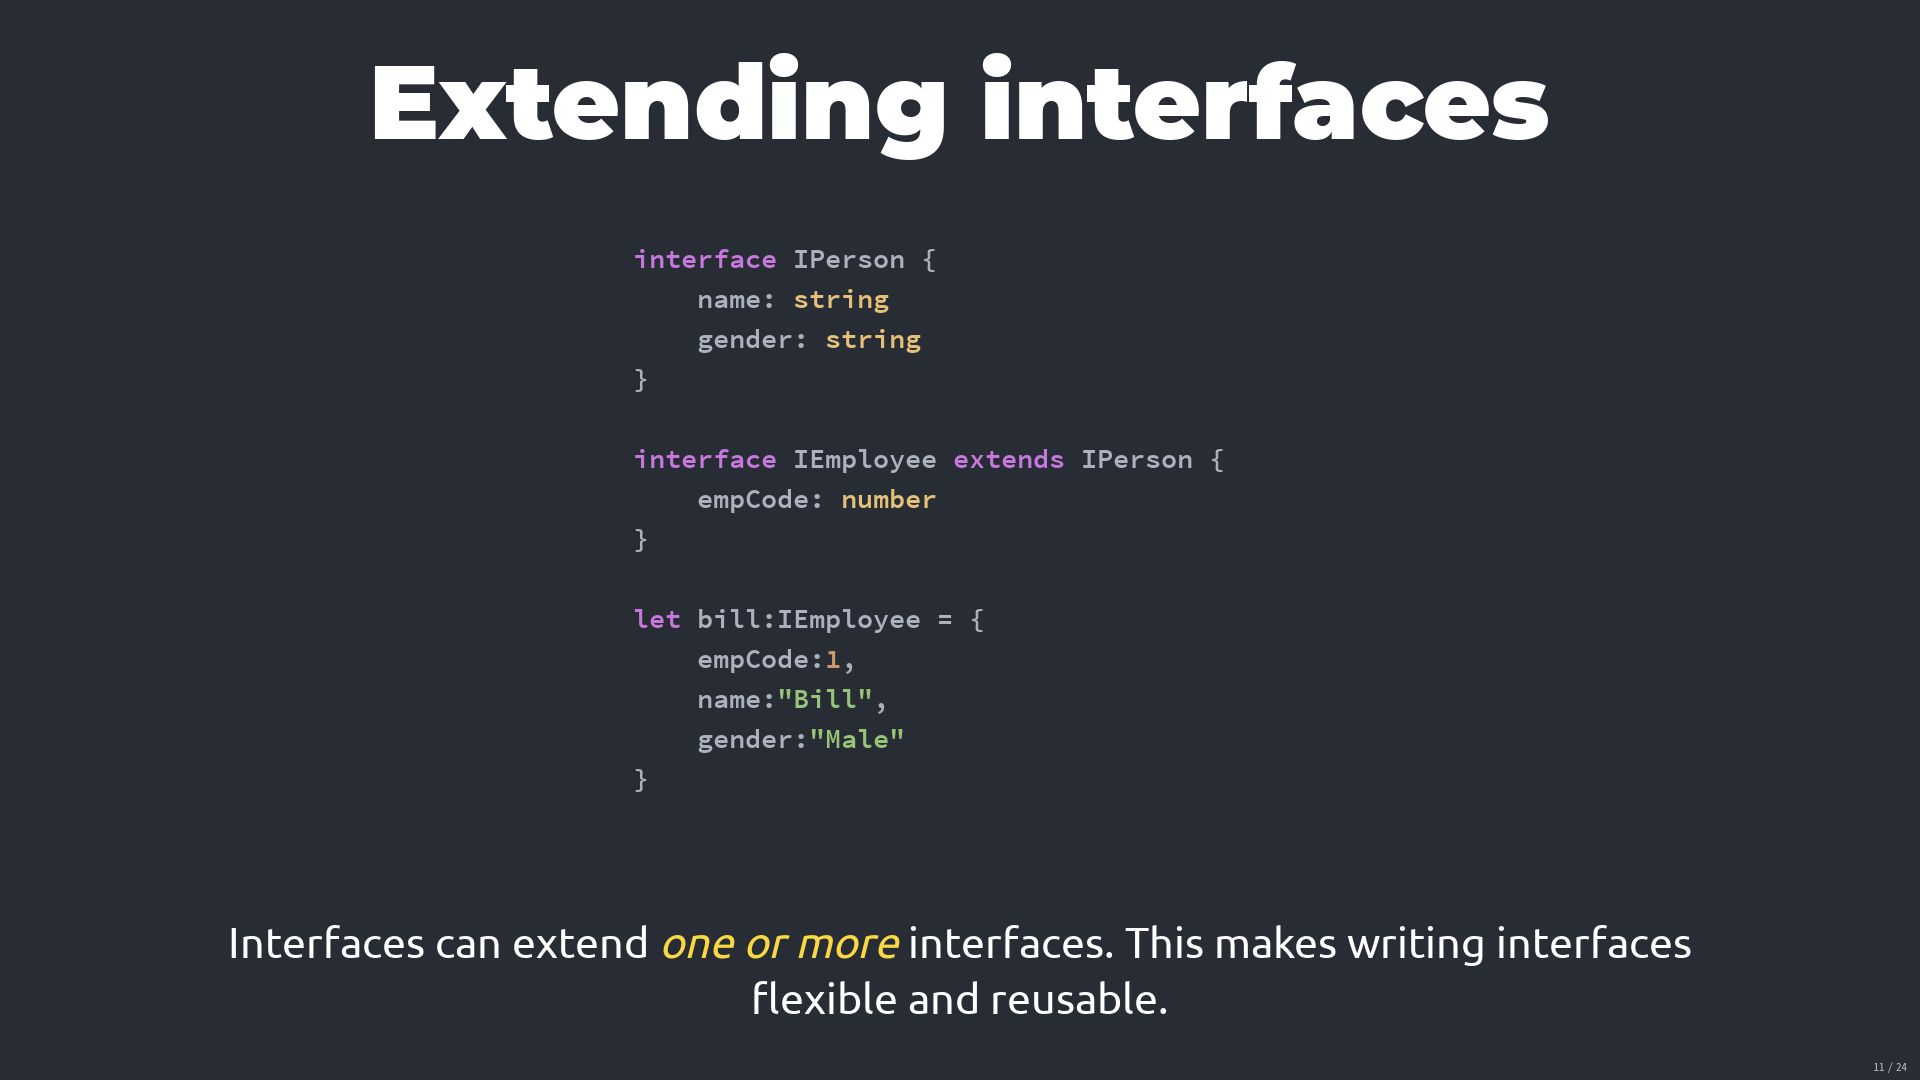 Extending interfaces
interface IPerson {
    name: string
    gender: string
}
interface IEmployee extends IPerson {
    empCode: number
}
let bill:IEmployee = {
    empCode:1,
    name:"Bill",
    gender:"Male"
}
Interfaces can extend one or more interfaces. This makes writing interfaces
flexible and reusable.
11 / 24